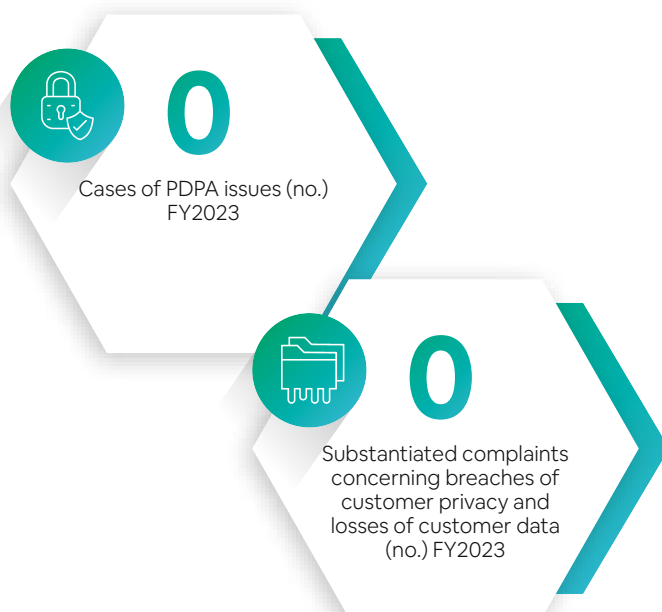 0
Cases of PDPA issues (no.)
FY2023
0
Substantiated complaints
concerning breaches of
customer privacy and
losses of customer data
(no.) FY2023